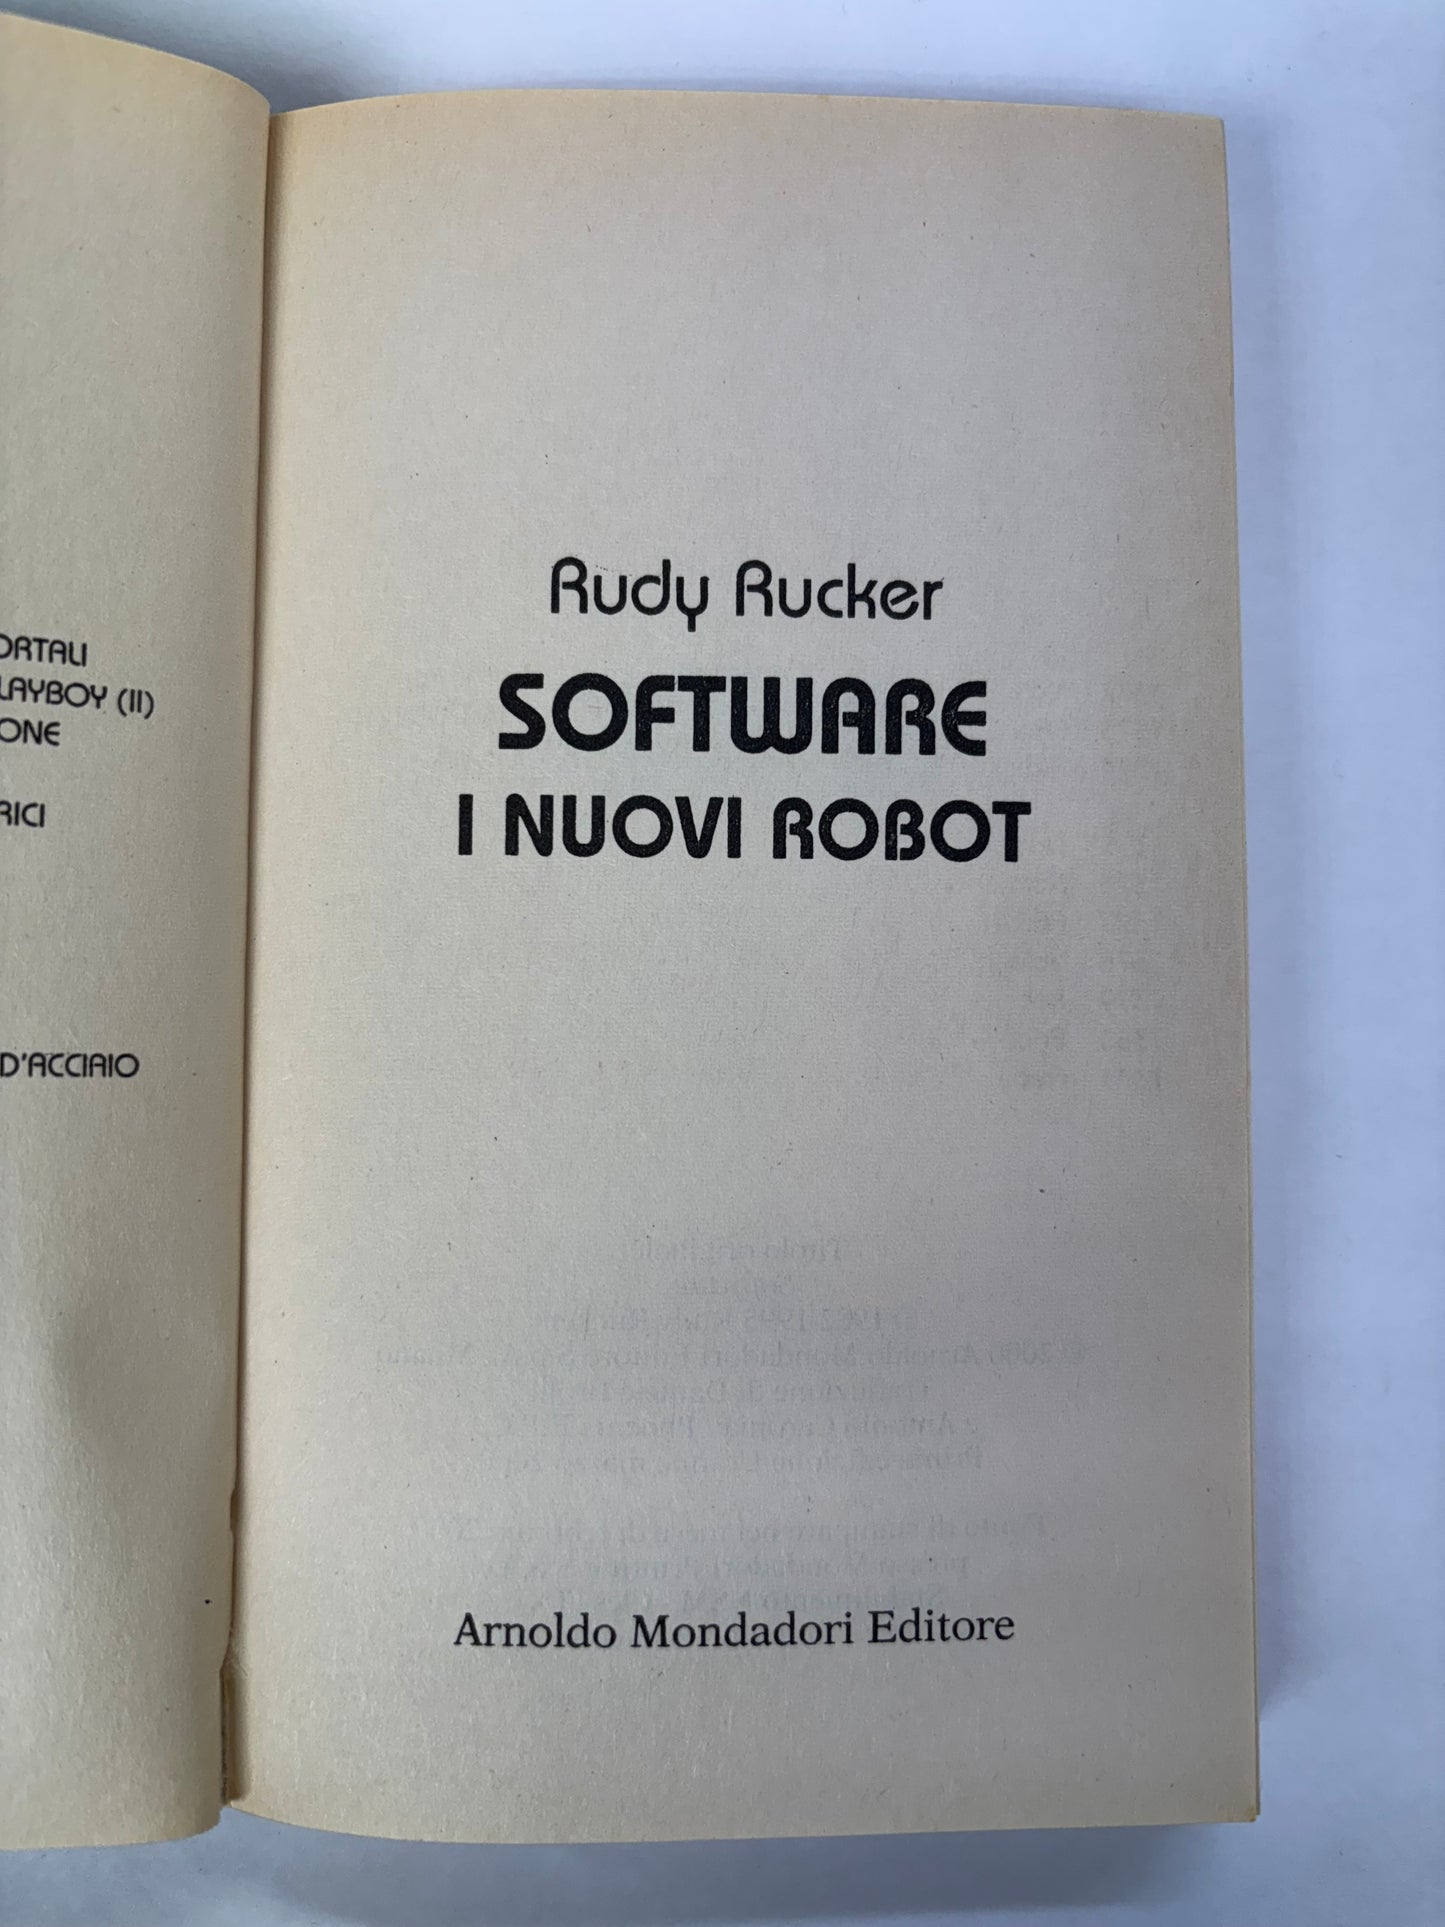 ORTALI
LAYBOY (II)
ONE
RICI
D'ACCIAIO
Rudy Rucker
SOFTWARE
I NUOVI ROBOT
Arnoldo Mondadori Editore